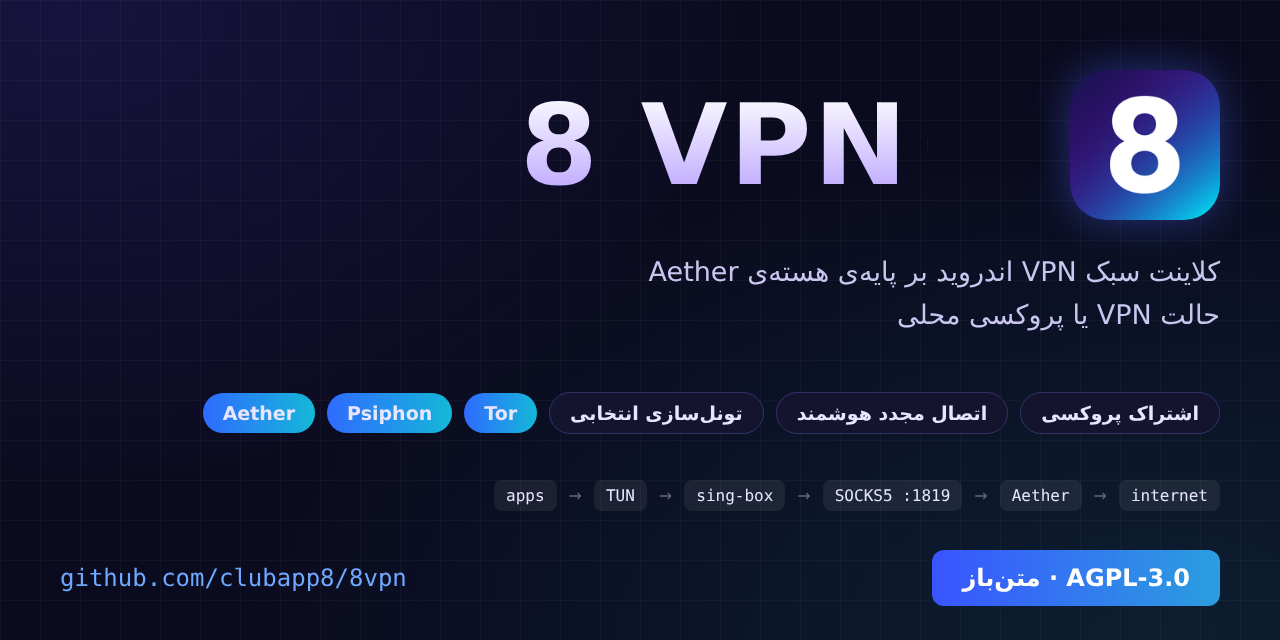 8 VPN
8
کلاینت سبک VPN اندروید بر پایه‌ی هسته‌ی Aether
حالت VPN یا پروکسی محلی
اشتراک پروکسی
اتصال مجدد هوشمند
تونل‌سازی انتخابی
Tor
Psiphon
Aether
apps → TUN → sing-box → SOCKS5 :1819 → Aether → internet
github.com/clubapp8/8vpn
متن‌باز · AGPL-3.0